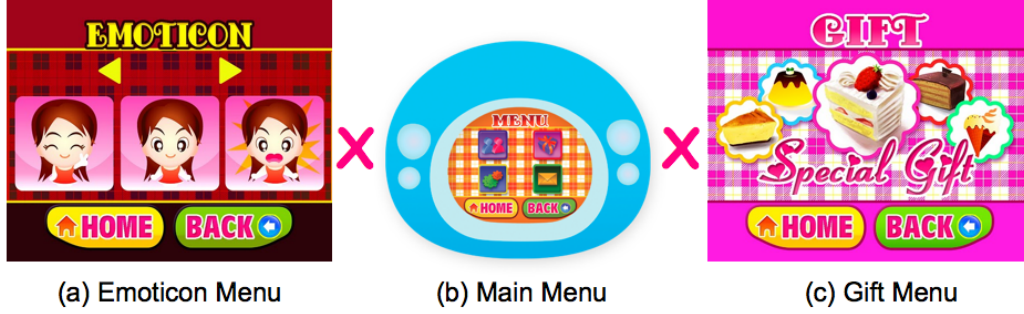 EMOTICON
HOME BACK
(a) Emoticon Menu
MENU
HOME BACK
(b) Main Menu
GIFT
Special Gift
HOME BACK
(c) Gift Menu